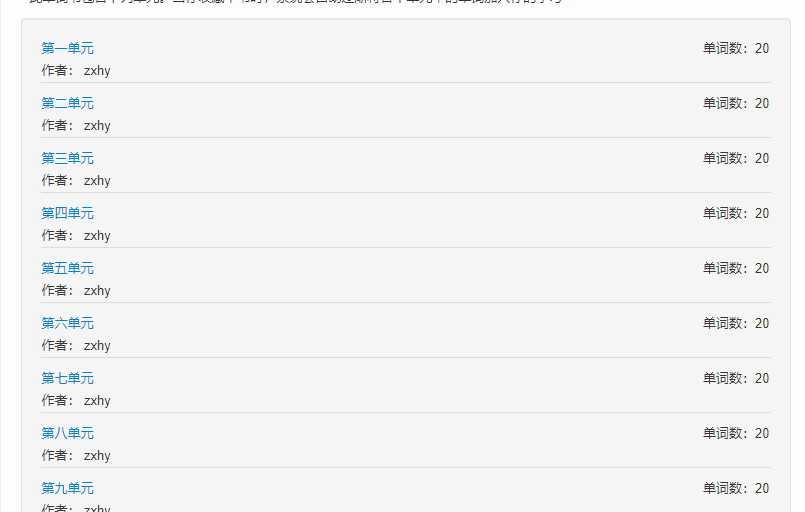 第一单元 单词数: 20
作者: zxhy
第二单元 单词数: 20
作者: zxhy
第三单元 单词数: 20
作者: zxhy
第四单元 单词数: 20
作者: zxhy
第五单元 单词数: 20
作者: zxhy
第六单元 单词数: 20
作者: zxhy
第七单元 单词数: 20
作者: zxhy
第八单元 单词数: 20
作者: zxhy
第九单元 单词数: 20
作者: zxhy